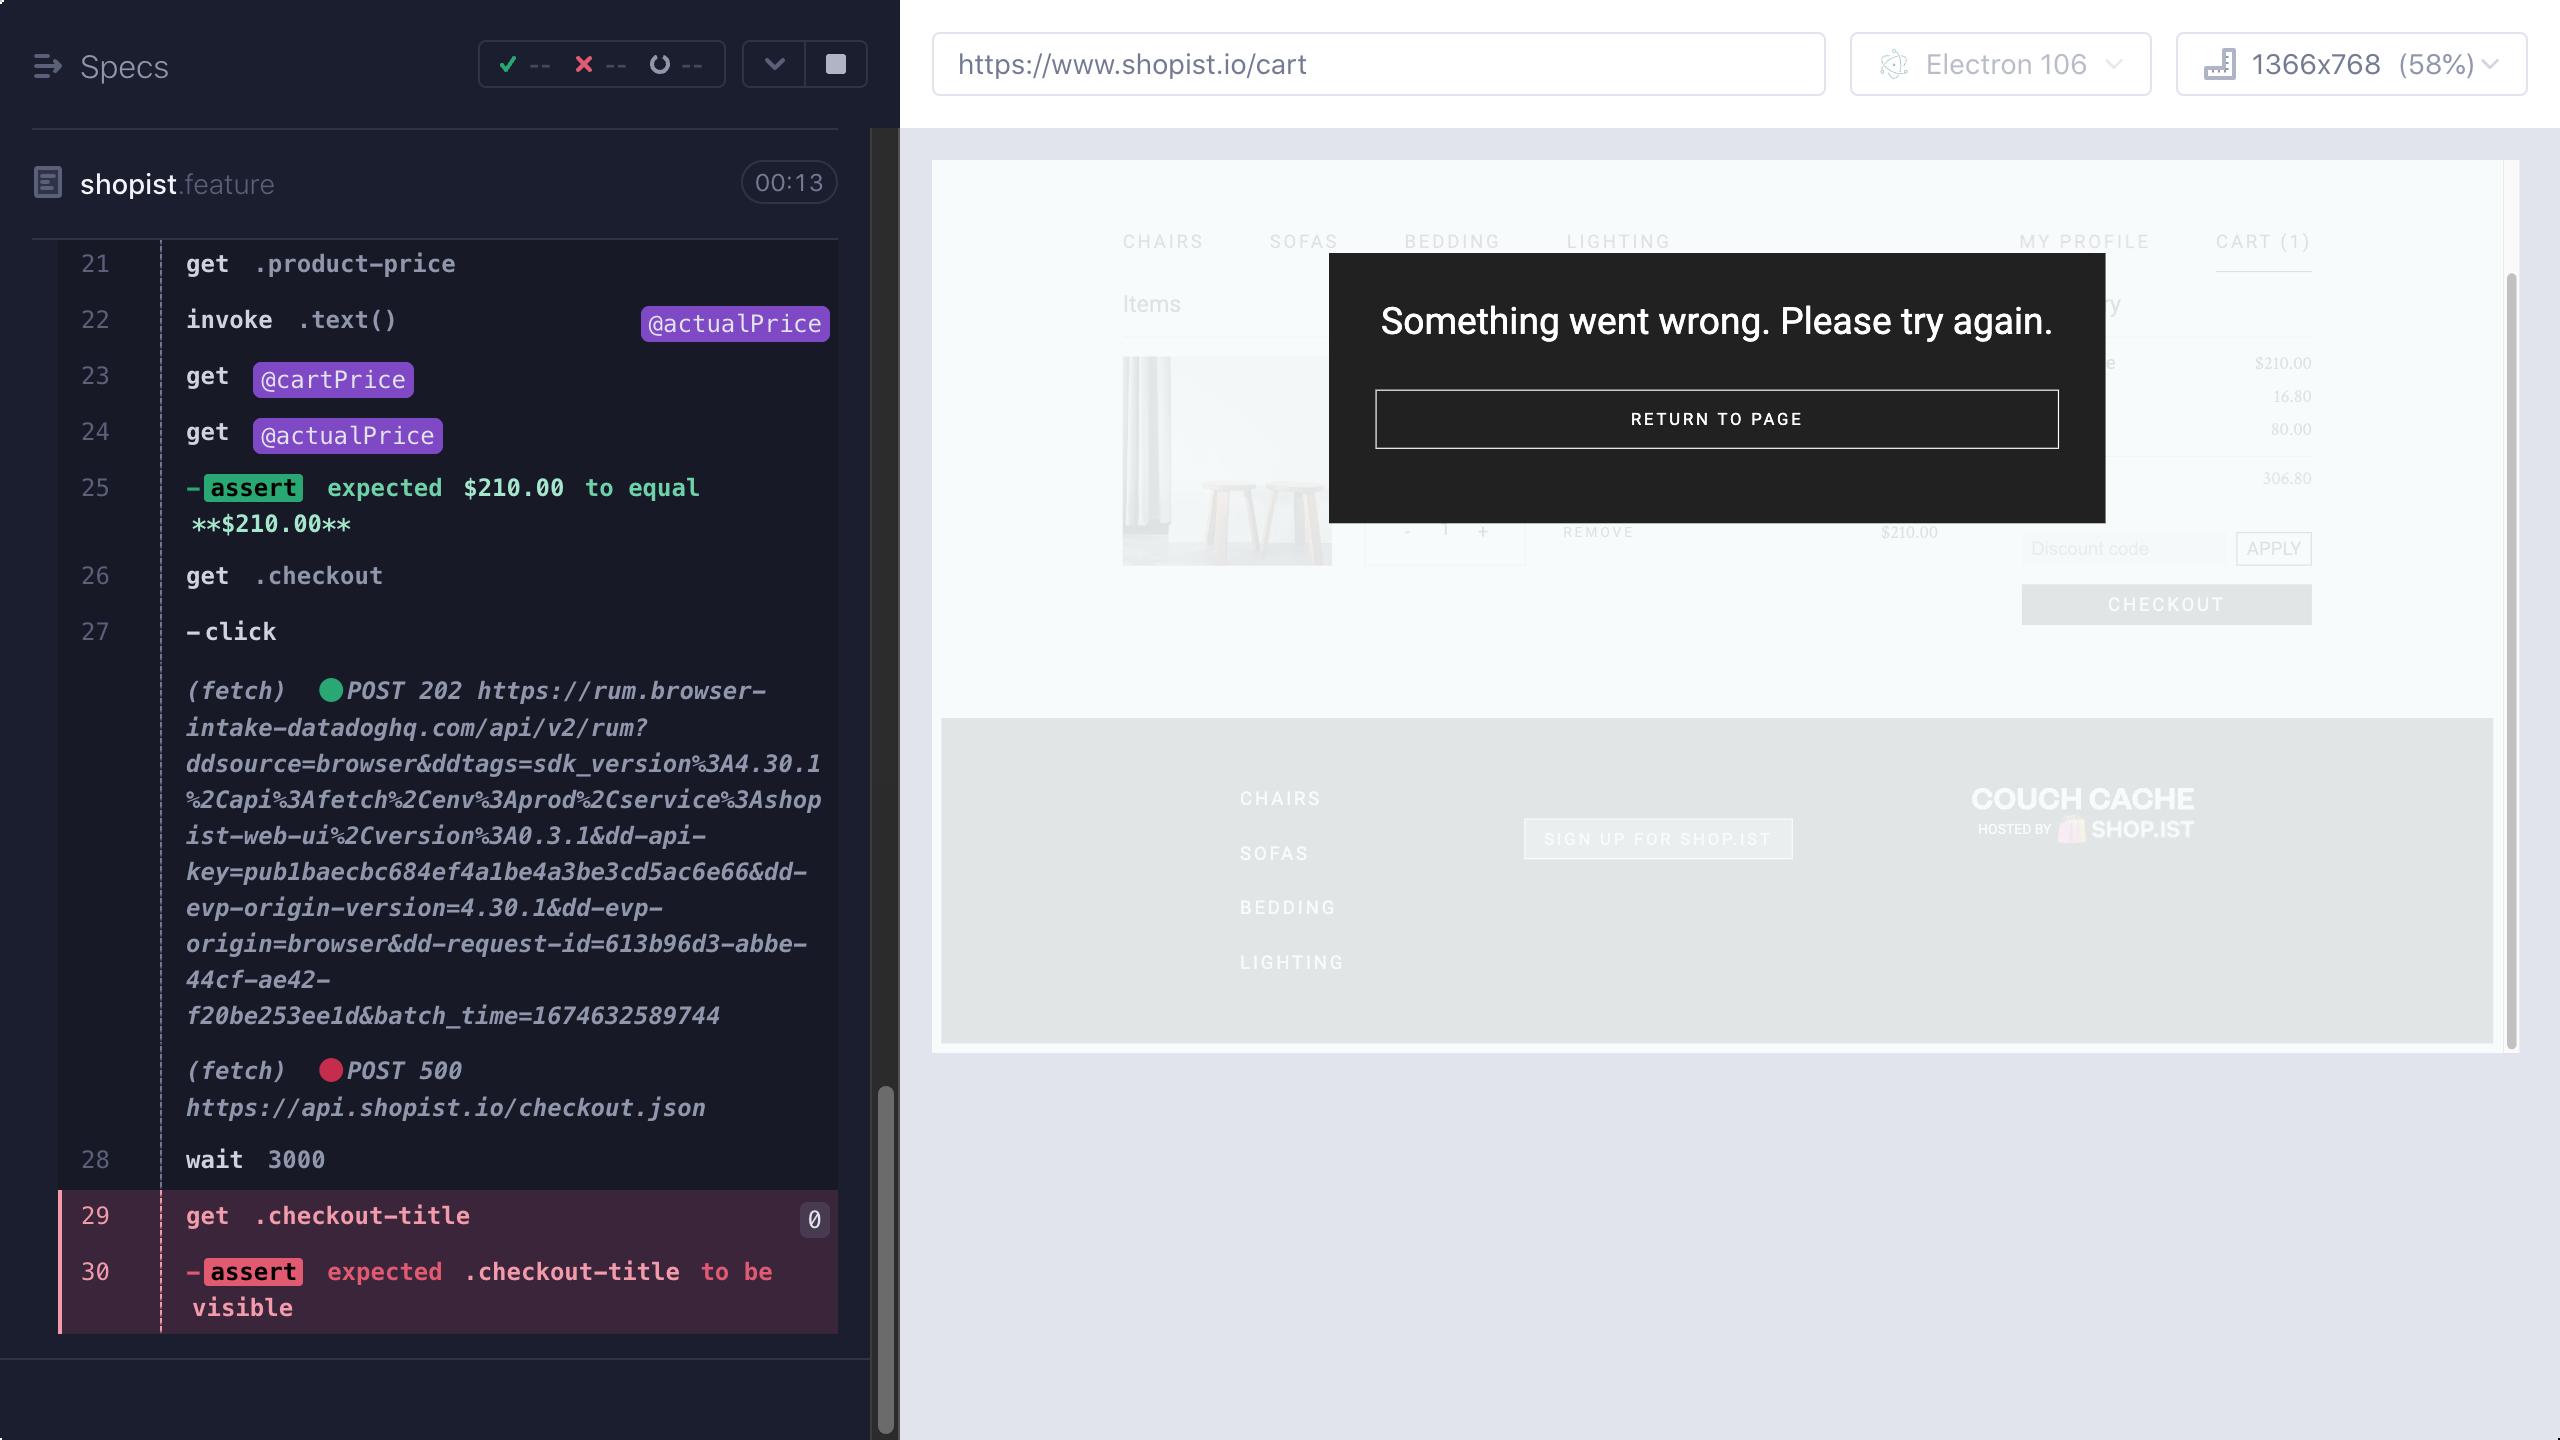 Specs
-- -- --
shopist.feature
00:13
21 get .product-price
22 invoke .text() @actualPrice
23 get @cartPrice
24 get @actualPrice
25 -assert expected $210.00 to equal
**$210.00**
26 get .checkout
27 -click
(fetch) POST 202 https://rum.browser-
intake-datadoghq.com/api/v2/rum?
ddsource=browser&ddtags=sdk_version%3A4.30.1
%2Capi%3Afetch%2Cenv%3Aprod%2Cservice%3Ashop
ist-web-ui%2Cversion%3A0.3.1&dd-api-
key=pub1baecbc684ef4a1be4a3be3cd5ac6e66&dd-
evp-origin-version=4.30.1&dd-evp-
origin=browser&dd-request-id=613b96d3-abbe-
44cf-ae42-
f20be253ee1d&batch_time=1674632589744
(fetch) POST 500
https://api.shopist.io/checkout.json
28 wait 3000
29 get .checkout-title 0
30 -assert expected .checkout-title to be
visible
https://www.shopist.io/cart
Electron 106
1366x768 (58%)
CHAIRS SOFAS BEDDING LIGHTING MY PROFILE CART (1)
Items
Something went wrong. Please try again.
RETURN TO PAGE
$210.00
16.80
80.00
306.80
- 1 + REMOVE $210.00
Discount code APPLY
CHECKOUT
CHAIRS
SOFAS
BEDDING
LIGHTING
SIGN UP FOR SHOP.IST
COUCH CACHE
HOSTED BY SHOP.IST